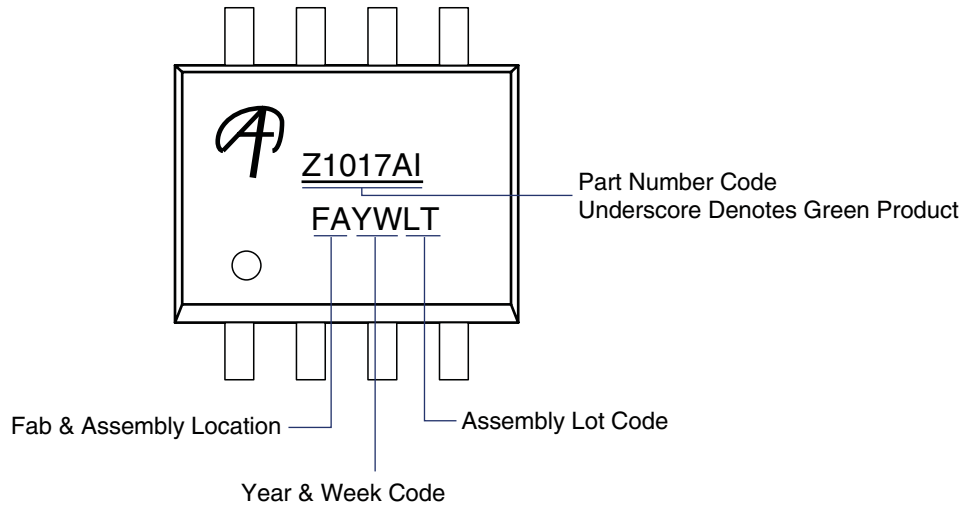 Z1017AI
Part Number Code
Underscore Denotes Green Product
FAYWLT
Fab & Assembly Location
Assembly Lot Code
Year & Week Code